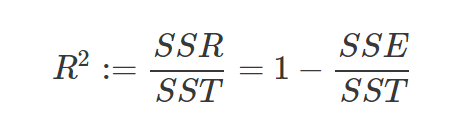 R² := SSR/SST = 1 − SSE/SST